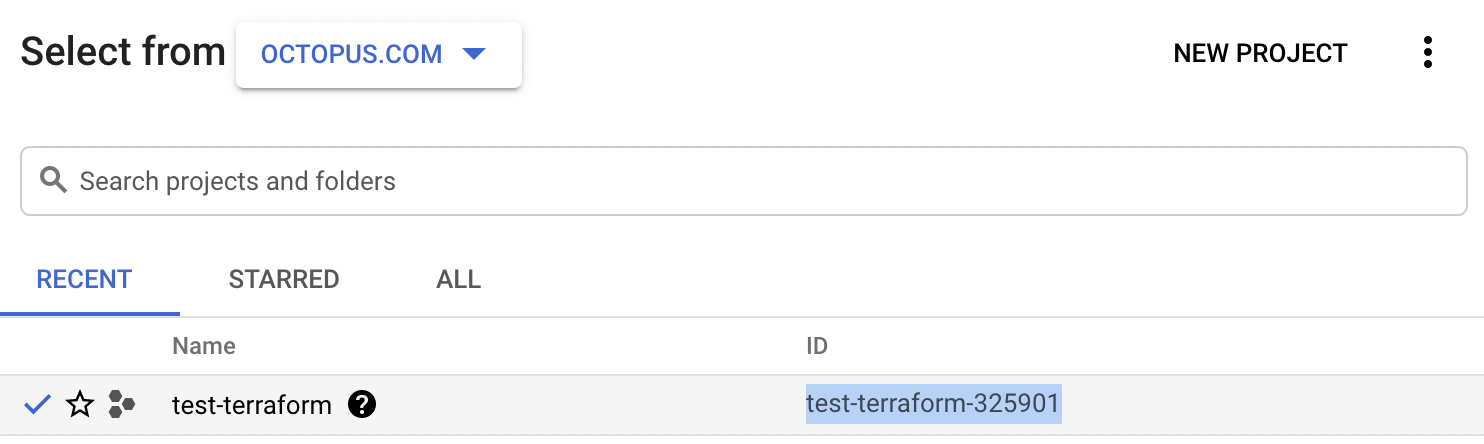 Select from OCTOPUS.COM NEW PROJECT
Search projects and folders
RECENT STARRED ALL
Name ID
test-terraform ? test-terraform-325901